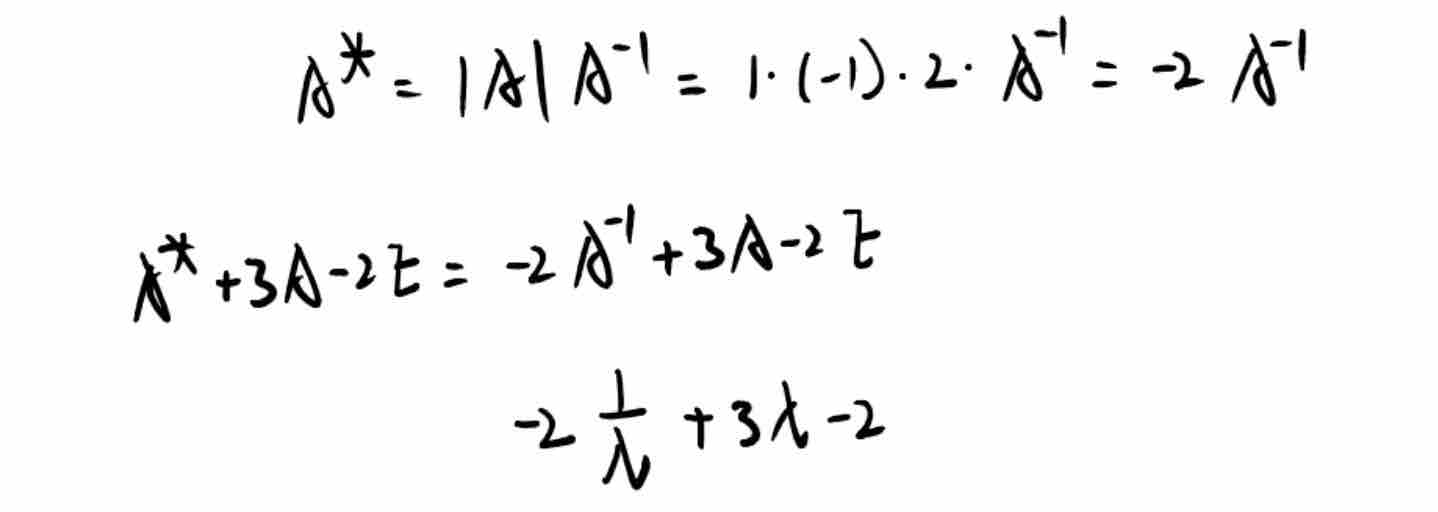 A* = |A| A⁻¹ = 1·(-1)·2·A⁻¹ = -2 A⁻¹
A* + 3A - 2E = -2 A⁻¹ + 3A - 2E
-2 1/λ + 3λ - 2